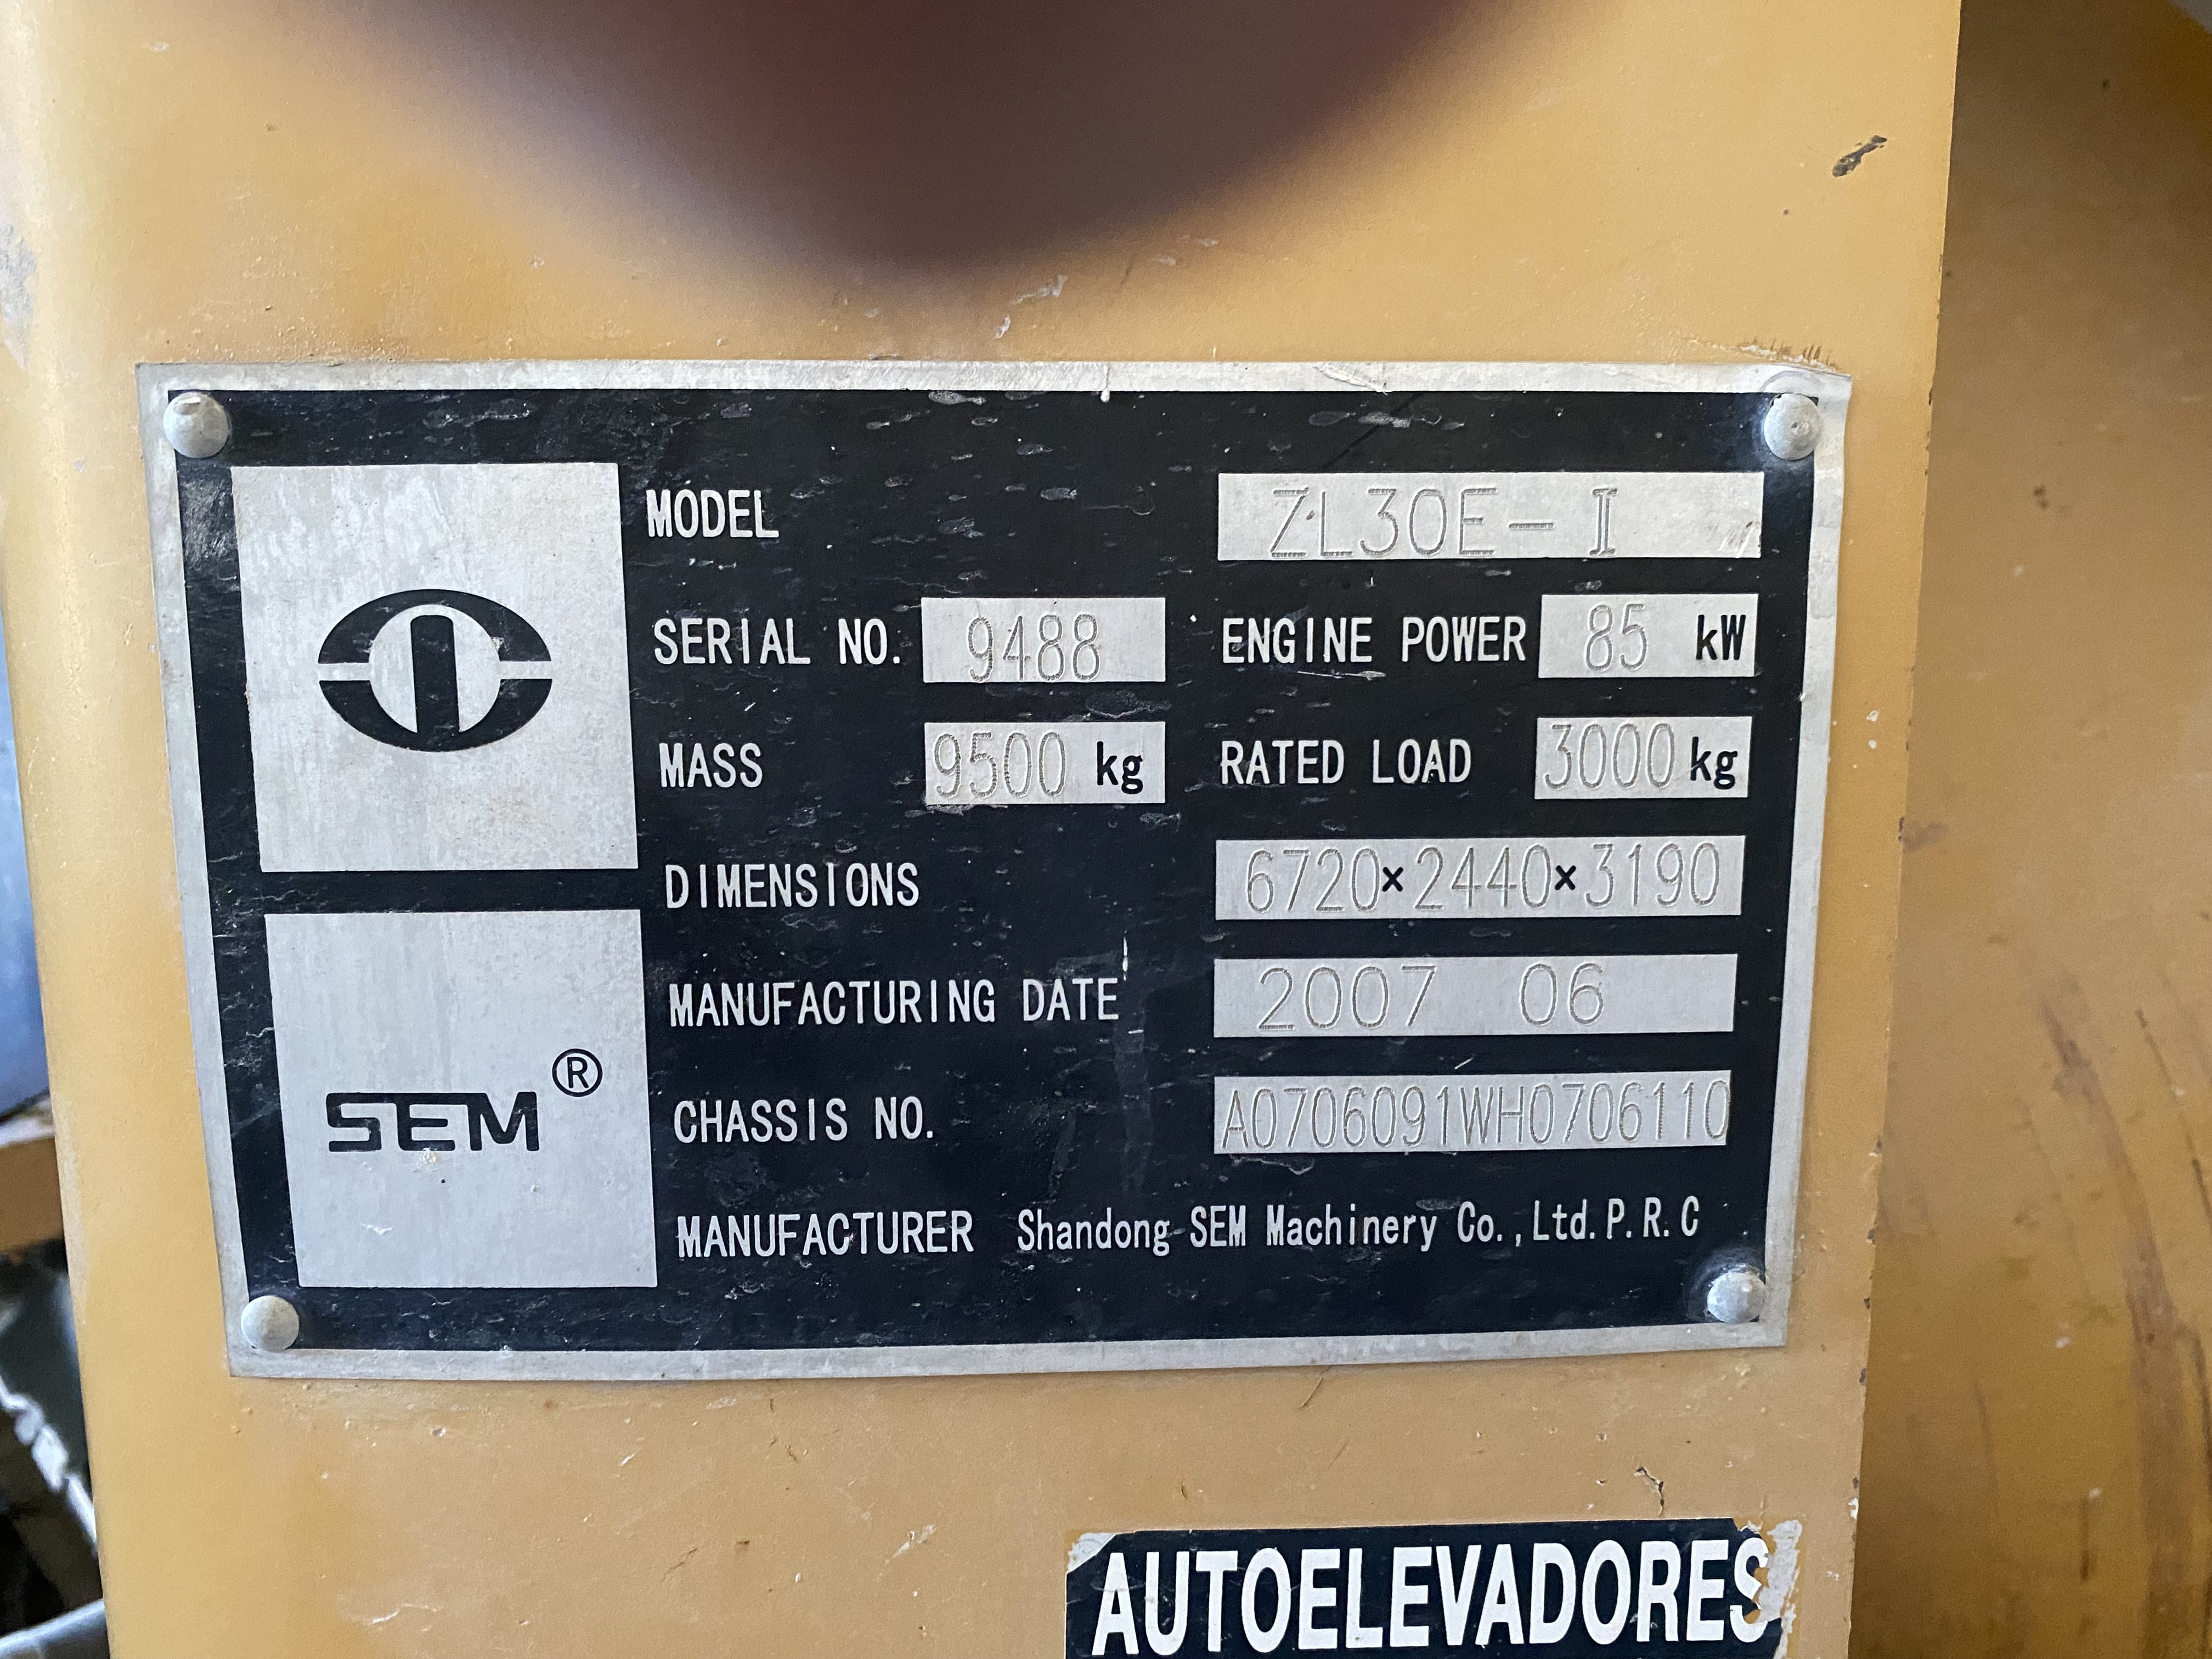 MODEL ZL30E-I
SERIAL NO. 9488 ENGINE POWER 85 kW
MASS 9500 kg RATED LOAD 3000 kg
DIMENSIONS 6720×2440×3190
MANUFACTURING DATE 2007 06
CHASSIS NO. A0706091WH0706110
MANUFACTURER Shandong SEM Machinery Co.,Ltd.P.R.C
SEM®
AUTOELEVADORES